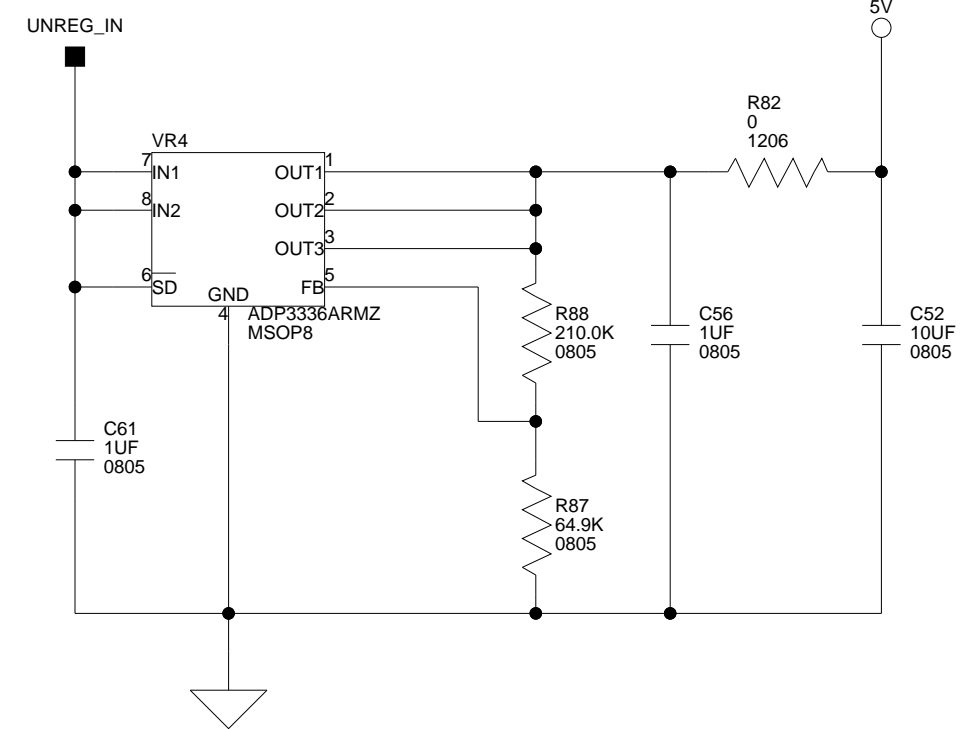 UNREG_IN
5V
R82
0
1206
VR4
7
IN1
8
IN2
6
SD
GND
4
OUT1
1
OUT2
2
OUT3
3
FB
5
ADP3336ARMZ
MSOP8
R88
210.0K
0805
C56
1UF
0805
C52
10UF
0805
C61
1UF
0805
R87
64.9K
0805